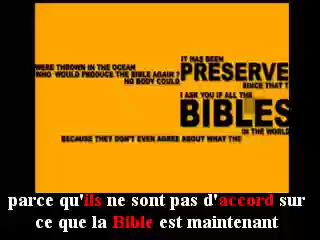 IT HAS BEEN
WERE THROWN IN THE OCEAN
PRESERVE
WHO WOULD PRODUCE THE BIBLE AGAIN ?
NO BODY COULD
SINCE THAT T
I ASK YOU IF ALL THE
BIBLES
IN THE WORLD
BECAUSE THEY DON'T EVEN AGREE ABOUT WHAT THE
parce qu'ils ne sont pas d'accord sur
ce que la Bible est maintenant